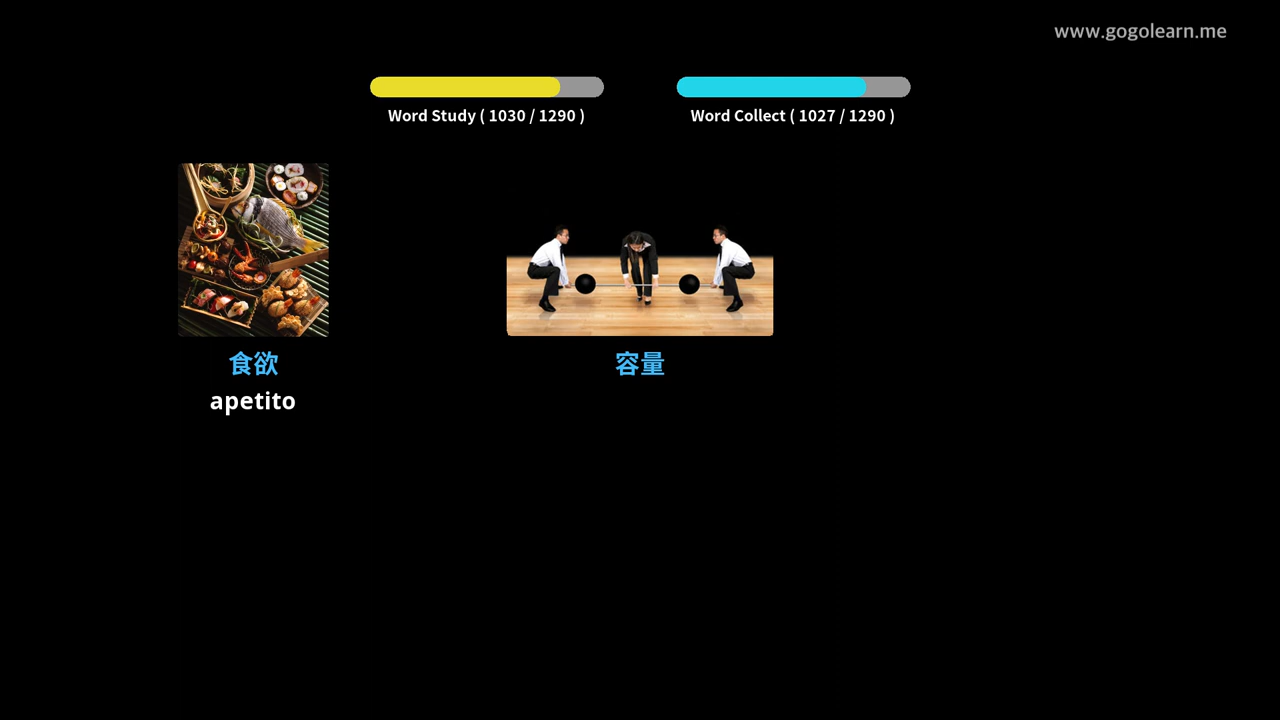 www.gogolearn.me
Word Study ( 1030 / 1290 )
Word Collect ( 1027 / 1290 )
食欲
容量
apetito